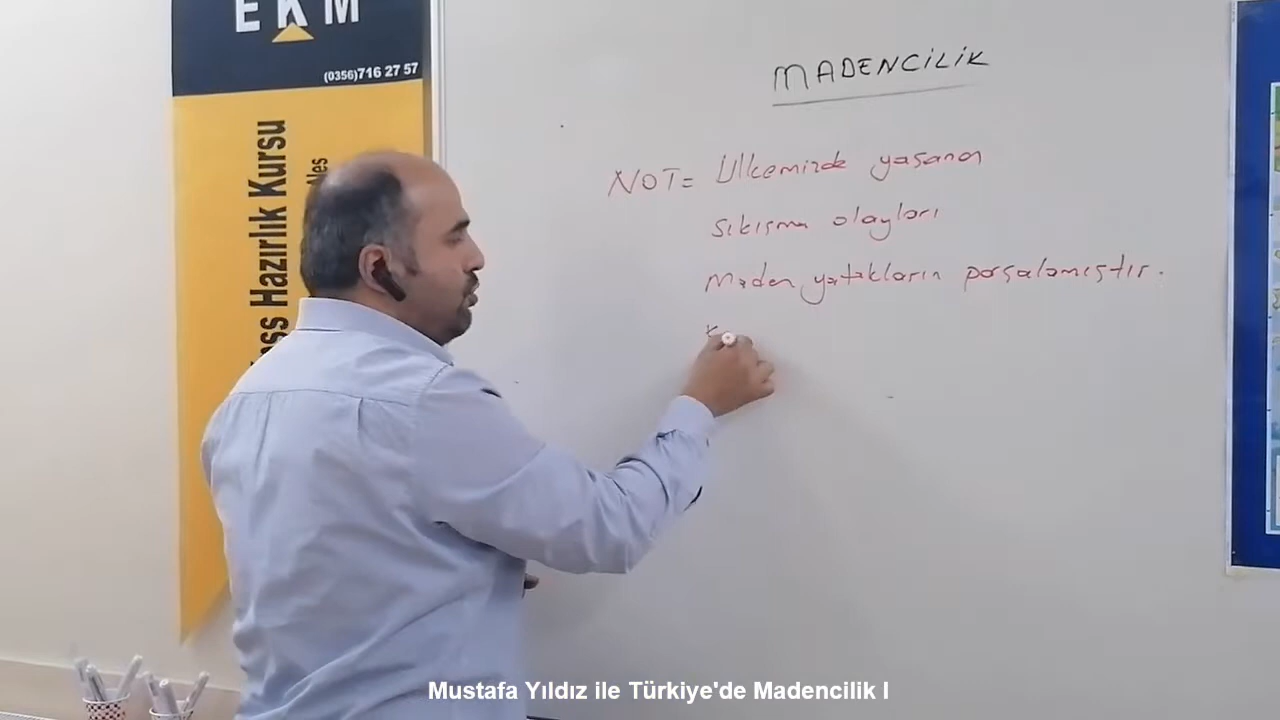 EKM
(0356)716 27 57
Hazırlık Kursu
MADENCİLİK
NOT= Ülkemizde yaşanan
sıkışma olayları
Maden yatakların parçalamıştır.
Mustafa Yıldız ile Türkiye'de Madencilik I